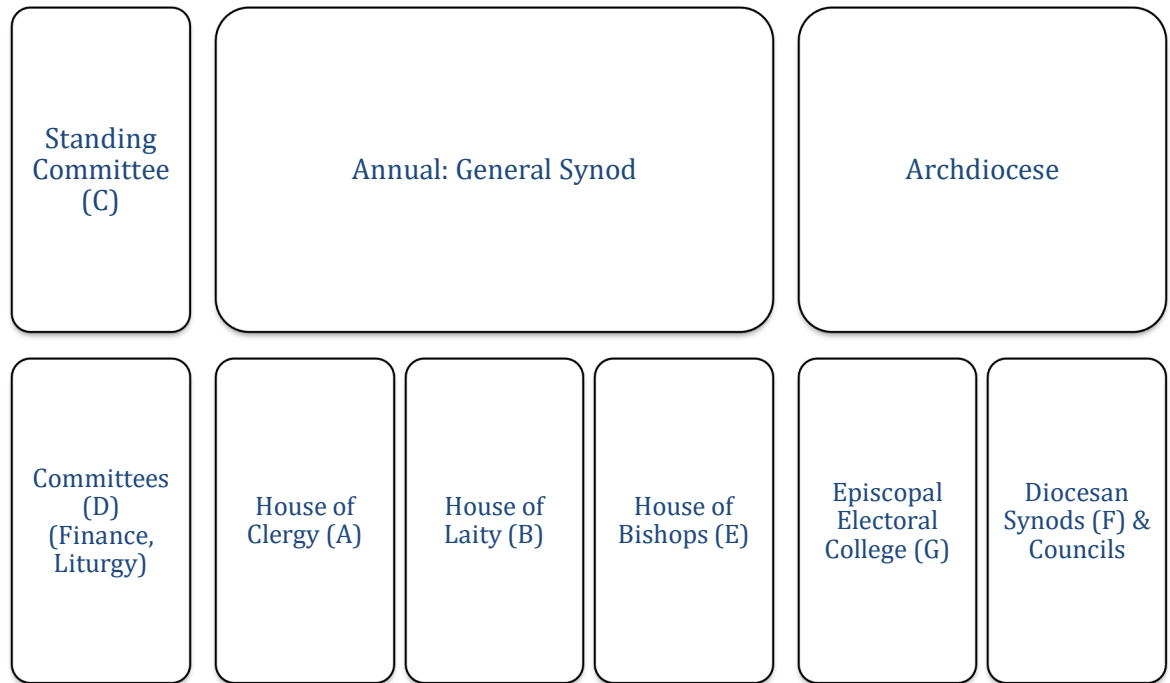 Standing
Committee
(C)
Annual: General Synod
Archdiocese
Committees
(D)
(Finance,
Liturgy)
House of
Clergy (A)
House of
Laity (B)
House of
Bishops (E)
Episcopal
Electoral
College (G)
Diocesan
Synods (F) &
Councils